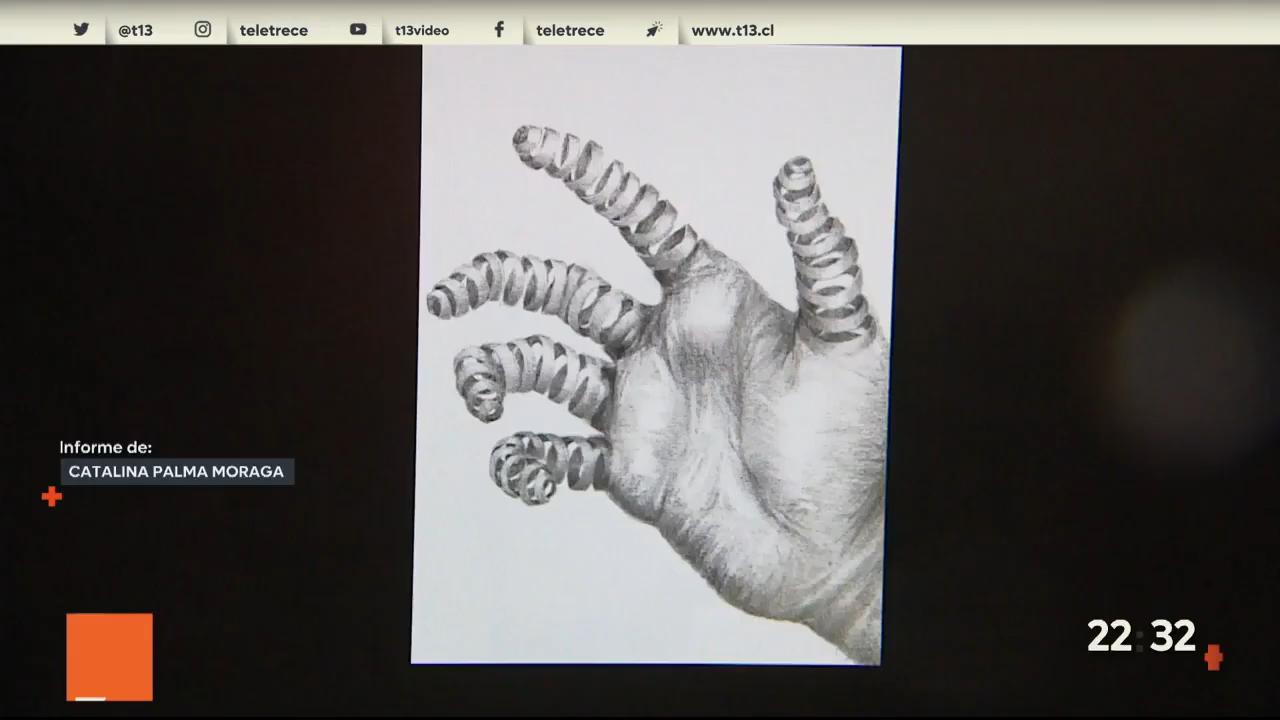 @t13 teletrece t13video teletrece www.t13.cl
Informe de:
CATALINA PALMA MORAGA
22:32